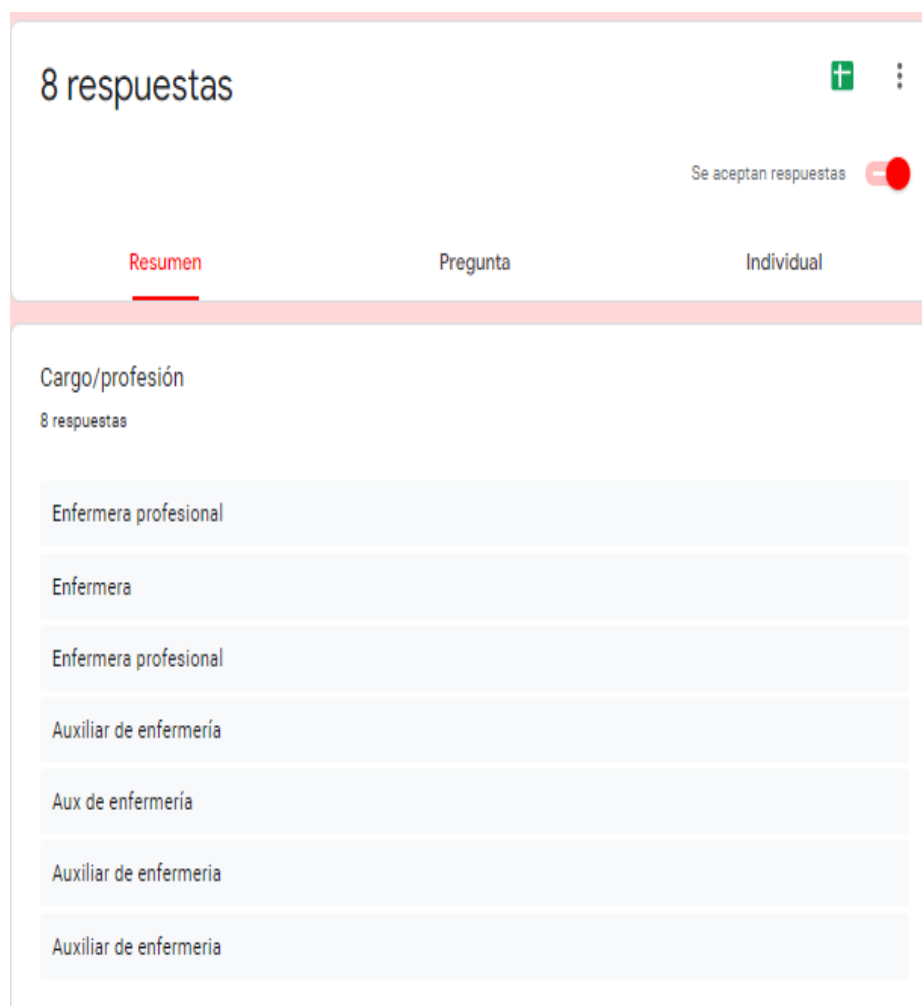 8 respuestas
Se aceptan respuestas
Resumen Pregunta Individual
Cargo/profesión
8 respuestas
Enfermera profesional
Enfermera
Enfermera profesional
Auxiliar de enfermería
Aux de enfermería
Auxiliar de enfermeria
Auxiliar de enfermeria